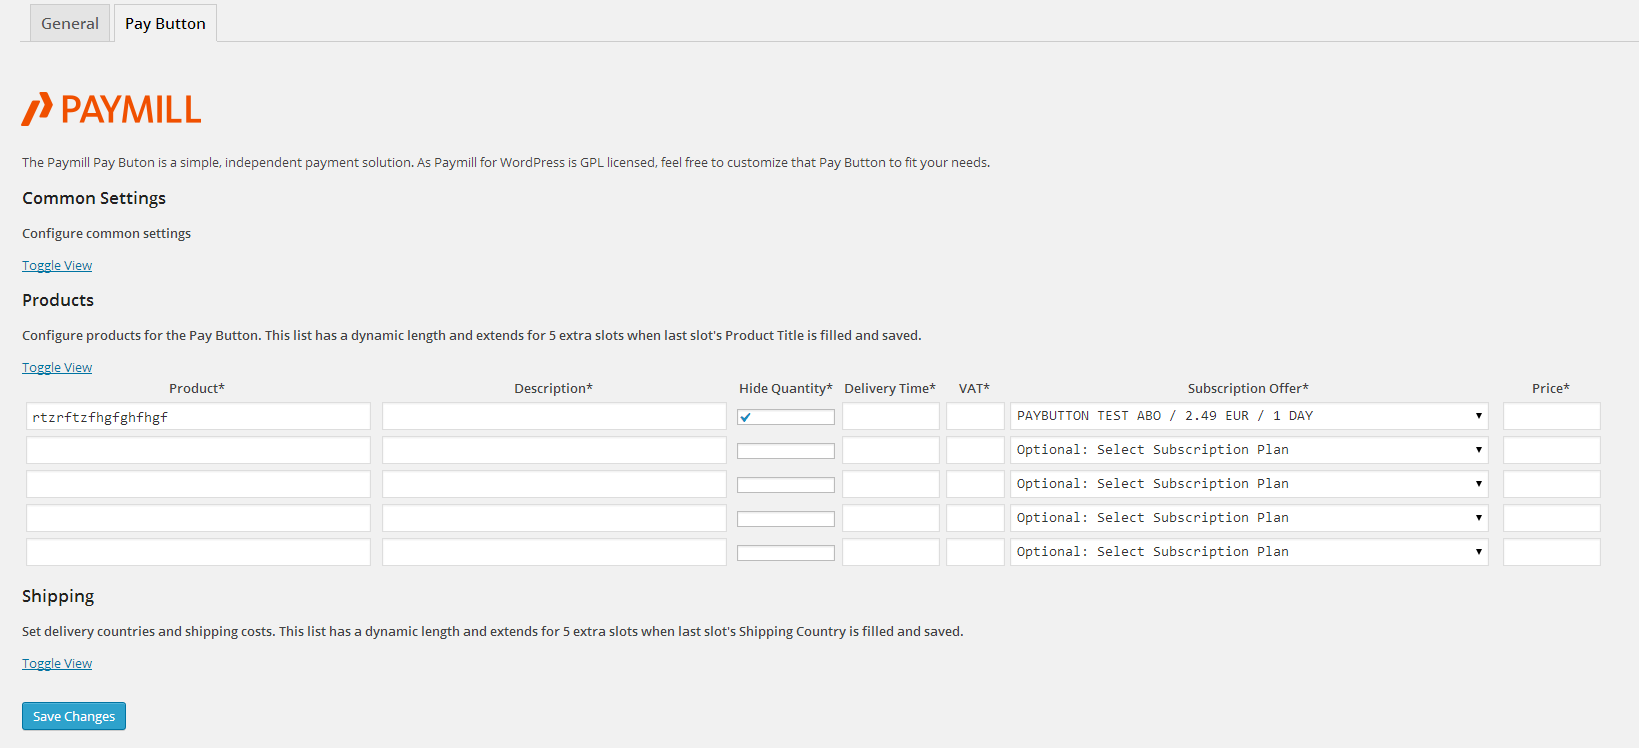 General
Pay Button
PAYMILL
The Paymill Pay Buton is a simple, independent payment solution. As Paymill for WordPress is GPL licensed, feel free to customize that Pay Button to fit your needs.
Common Settings
Configure common settings
Toggle View
Products
Configure products for the Pay Button. This list has a dynamic length and extends for 5 extra slots when last slot's Product Title is filled and saved.
Toggle View
Product* Description* Hide Quantity* Delivery Time* VAT* Subscription Offer* Price*
rtzrftzfhgfghfhgf PAYBUTTON TEST ABO / 2.49 EUR / 1 DAY
Optional: Select Subscription Plan
Optional: Select Subscription Plan
Optional: Select Subscription Plan
Optional: Select Subscription Plan
Shipping
Set delivery countries and shipping costs. This list has a dynamic length and extends for 5 extra slots when last slot's Shipping Country is filled and saved.
Toggle View
Save Changes